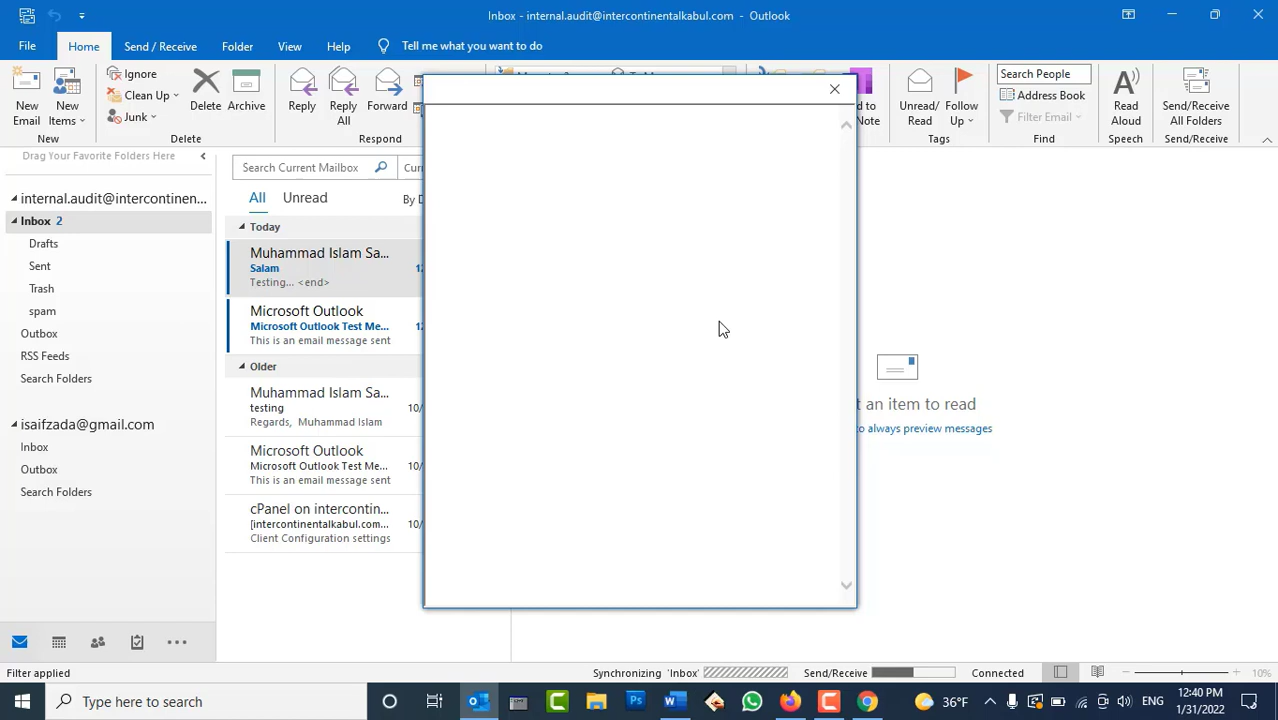 Inbox - internal.audit@intercontinentalkabul.com - Outlook
File Home Send / Receive Folder View Help Tell me what you want to do
New Email
New Items
Ignore
Clean Up
Junk
Delete
Archive
Delete
Reply
Reply All
Forward
Respond
Unread/ Read
Follow Up
Tags
Search People
Address Book
Filter Email
Find
Read Aloud
Speech
Send/Receive All Folders
Send/Receive
New
Drag Your Favorite Folders Here
internal.audit@intercontinen...
Inbox 2
Drafts
Sent
Trash
spam
Outbox
RSS Feeds
Search Folders
isaifzada@gmail.com
Inbox
Outbox
Search Folders
Search Current Mailbox
All Unread
Today
Muhammad Islam Sa...
Salam
Testing... <end>
Microsoft Outlook
Microsoft Outlook Test Me...
This is an email message sent
Older
Muhammad Islam Sa...
testing 10/
Regards, Muhammad Islam
Microsoft Outlook
Microsoft Outlook Test Me... 10/
This is an email message sent
cPanel on intercontin...
[intercontinentalkabul.com... 10/
Client Configuration settings
an item to read
to always preview messages
Filter applied
Synchronizing 'Inbox' Send/Receive Connected 10%
Type here to search
Ps
36°F
ENG
12:40 PM
1/31/2022